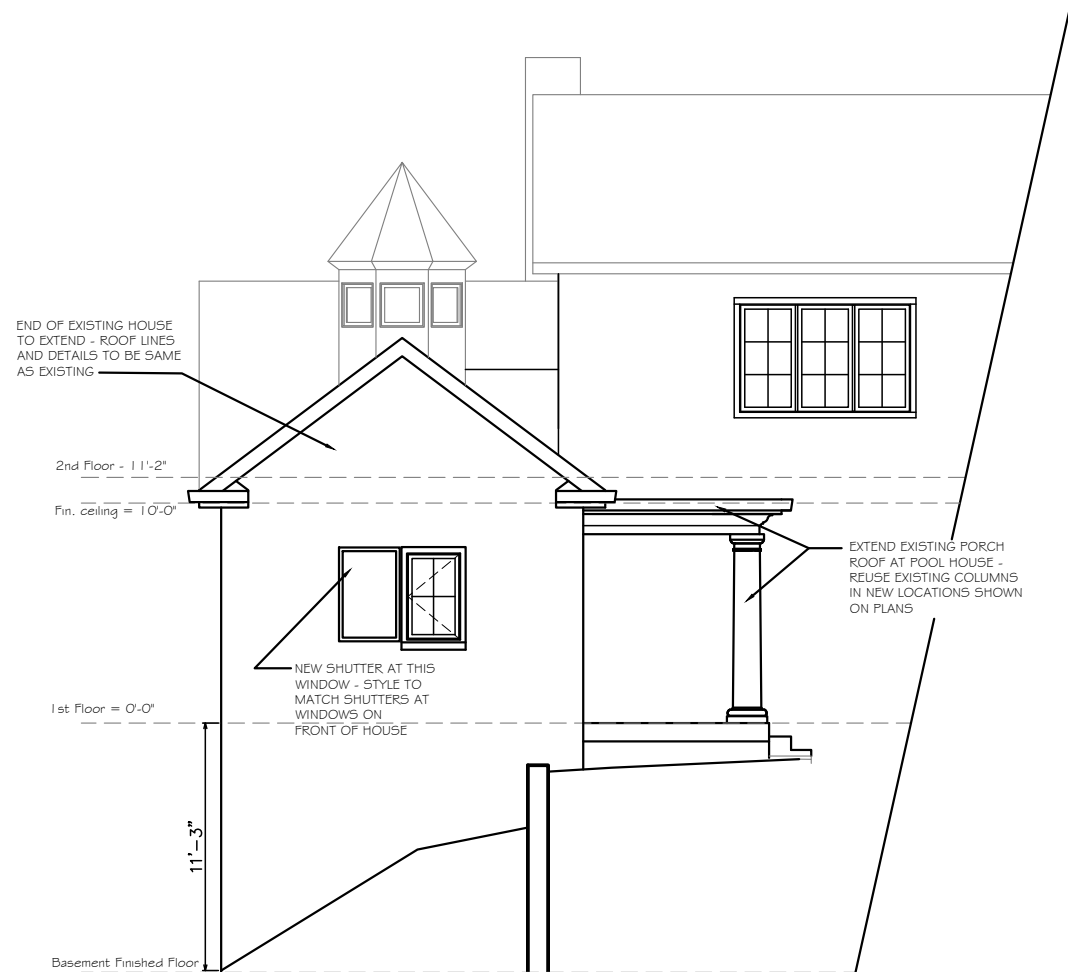 END OF EXISTING HOUSE
TO EXTEND - ROOF LINES
AND DETAILS TO BE SAME
AS EXISTING
2nd Floor - 11'-2"
Fin. ceiling = 10'-0"
EXTEND EXISTING PORCH
ROOF AT POOL HOUSE -
REUSE EXISTING COLUMNS
IN NEW LOCATIONS SHOWN
ON PLANS
NEW SHUTTER AT THIS
WINDOW - STYLE TO
MATCH SHUTTERS AT
WINDOWS ON
FRONT OF HOUSE
1st Floor = 0'-0"
11'-3"
Basement Finished Floor